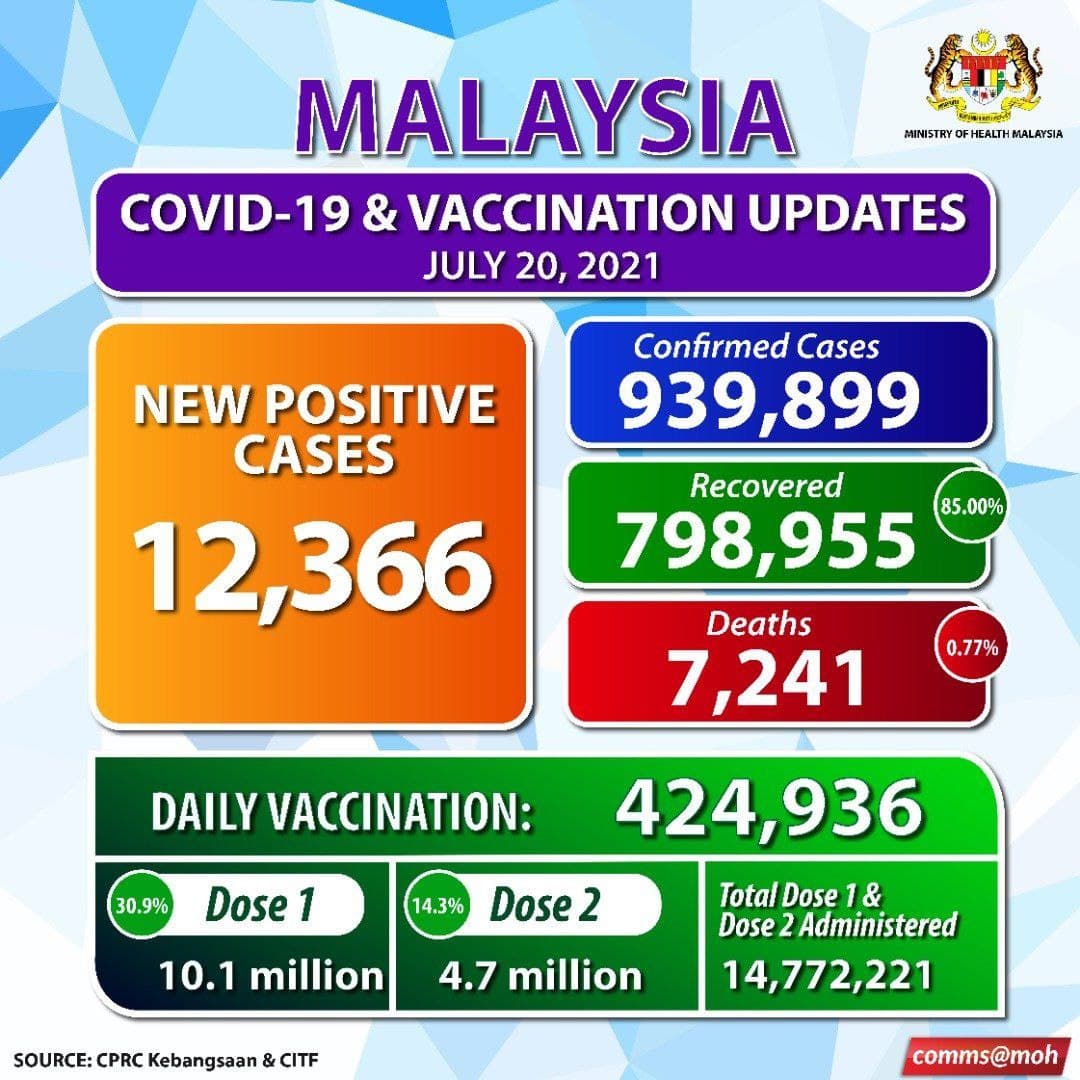 MINISTRY OF HEALTH MALAYSIA
MALAYSIA
COVID-19 & VACCINATION UPDATES
JULY 20, 2021
NEW POSITIVE
CASES
12,366
Confirmed Cases
939,899
Recovered
798,955
85.00%
Deaths
7,241
0.77%
DAILY VACCINATION:
424,936
30.9%
Dose 1
10.1 million
14.3%
Dose 2
4.7 million
Total Dose 1 &
Dose 2 Administered
14,772,221
SOURCE: CPRC Kebangsaan & CITF
comms@moh